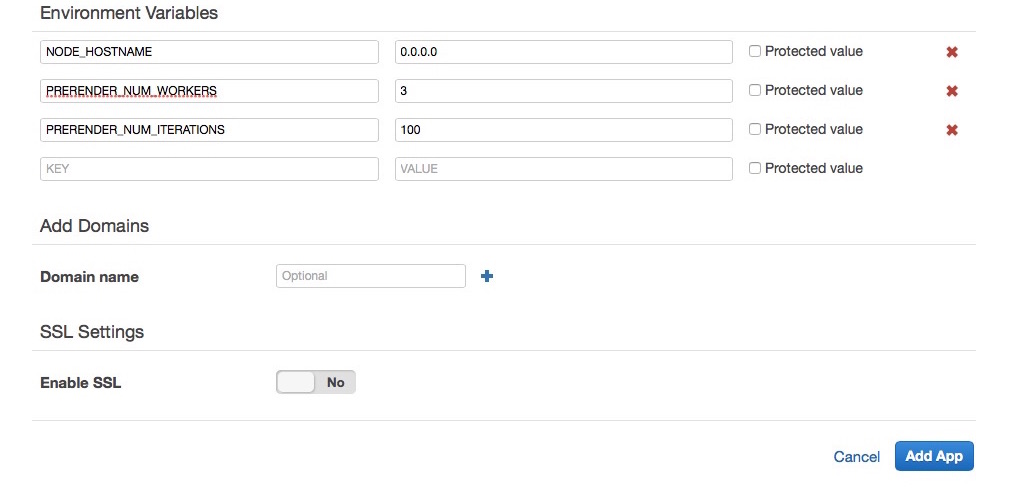 Environment Variables
NODE_HOSTNAME 0.0.0.0 Protected value
PRERENDER_NUM_WORKERS 3 Protected value
PRERENDER_NUM_ITERATIONS 100 Protected value
KEY VALUE Protected value
Add Domains
Domain name Optional
SSL Settings
Enable SSL No
Cancel Add App